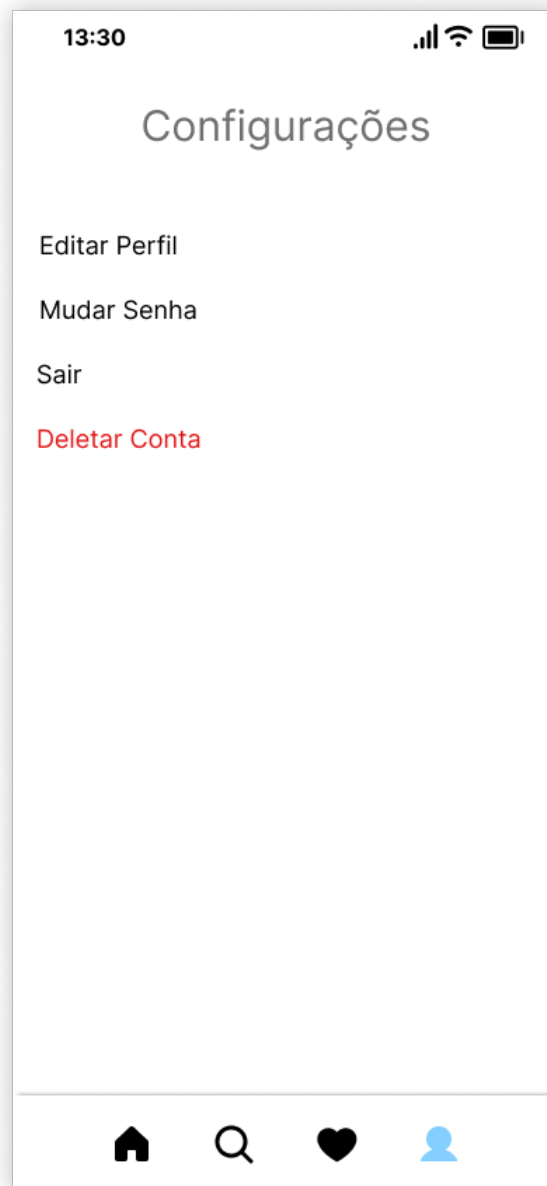 13:30
Configurações
Editar Perfil
Mudar Senha
Sair
Deletar Conta